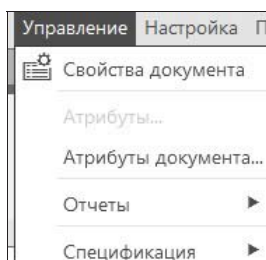 Управление Настройка П
Свойства документа
Атрибуты...
Атрибуты документа...
Отчеты
Спецификация